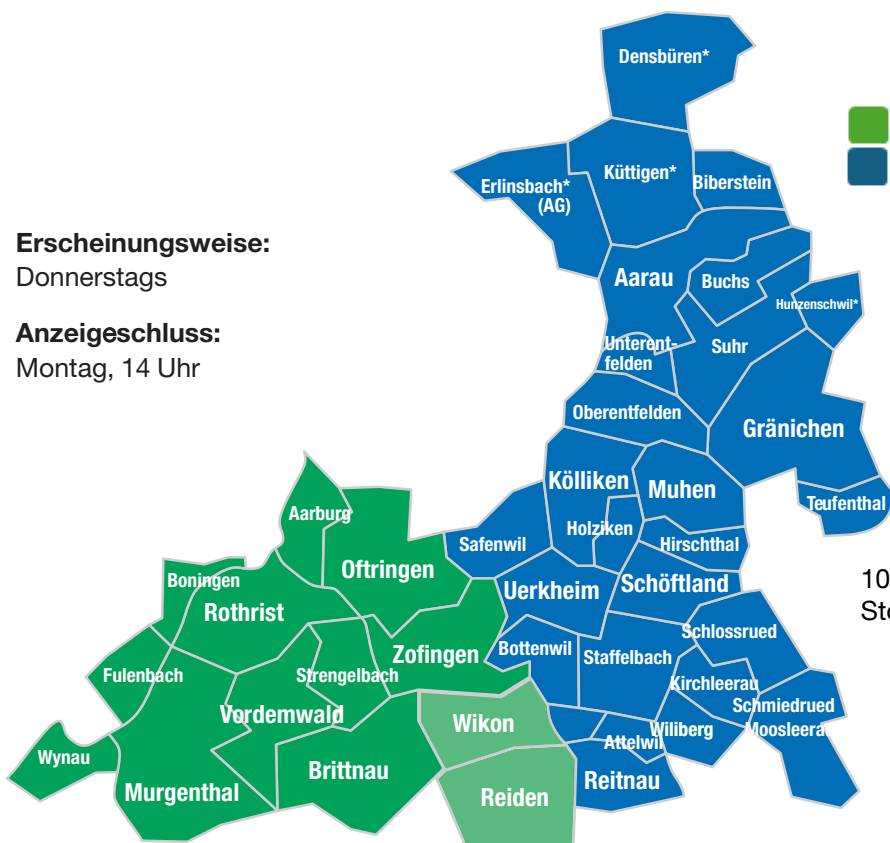 Densbüren*
Küttigen*
Biberstein
Erlinsbach*
(AG)
Erscheinungsweise:
Donnerstags
Anzeigeschluss:
Montag, 14 Uhr
Aarau
Buchs
Hunzenschwil*
Unterent-
felden
Suhr
Oberentfelden
Gränichen
Kölliken
Muhen
Teufenthal
Aarburg
Holziken
Safenwil
Hirschthal
Oftringen
Boningen
Uerkheim
Schöftland
10
Rothrist
Schlossrued
Zofingen
Bottenwil
Staffelbach
Fulenbach
Strengelbach
Kirchleerau
Vordemwald
Wikon
Schmiedrued
Wiliberg
Moosleerau
Attelwil
Wynau
Brittnau
Reitnau
Murgenthal
Reiden